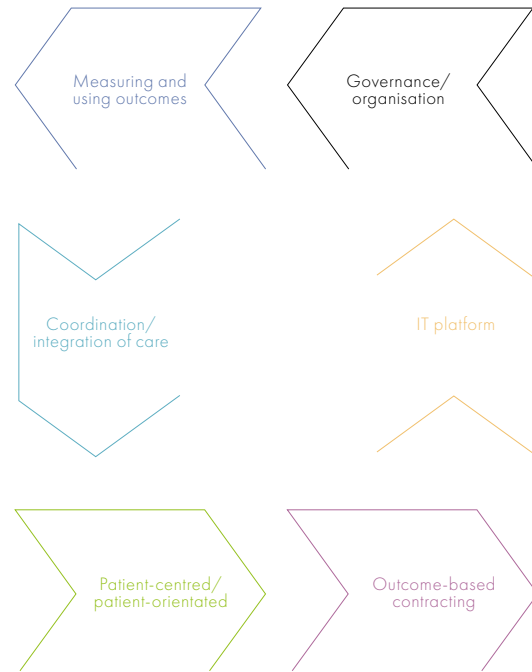 Measuring and
using outcomes
Governance/
organisation
Coordination/
integration of care
IT platform
Patient-centred/
patient-orientated
Outcome-based
contracting